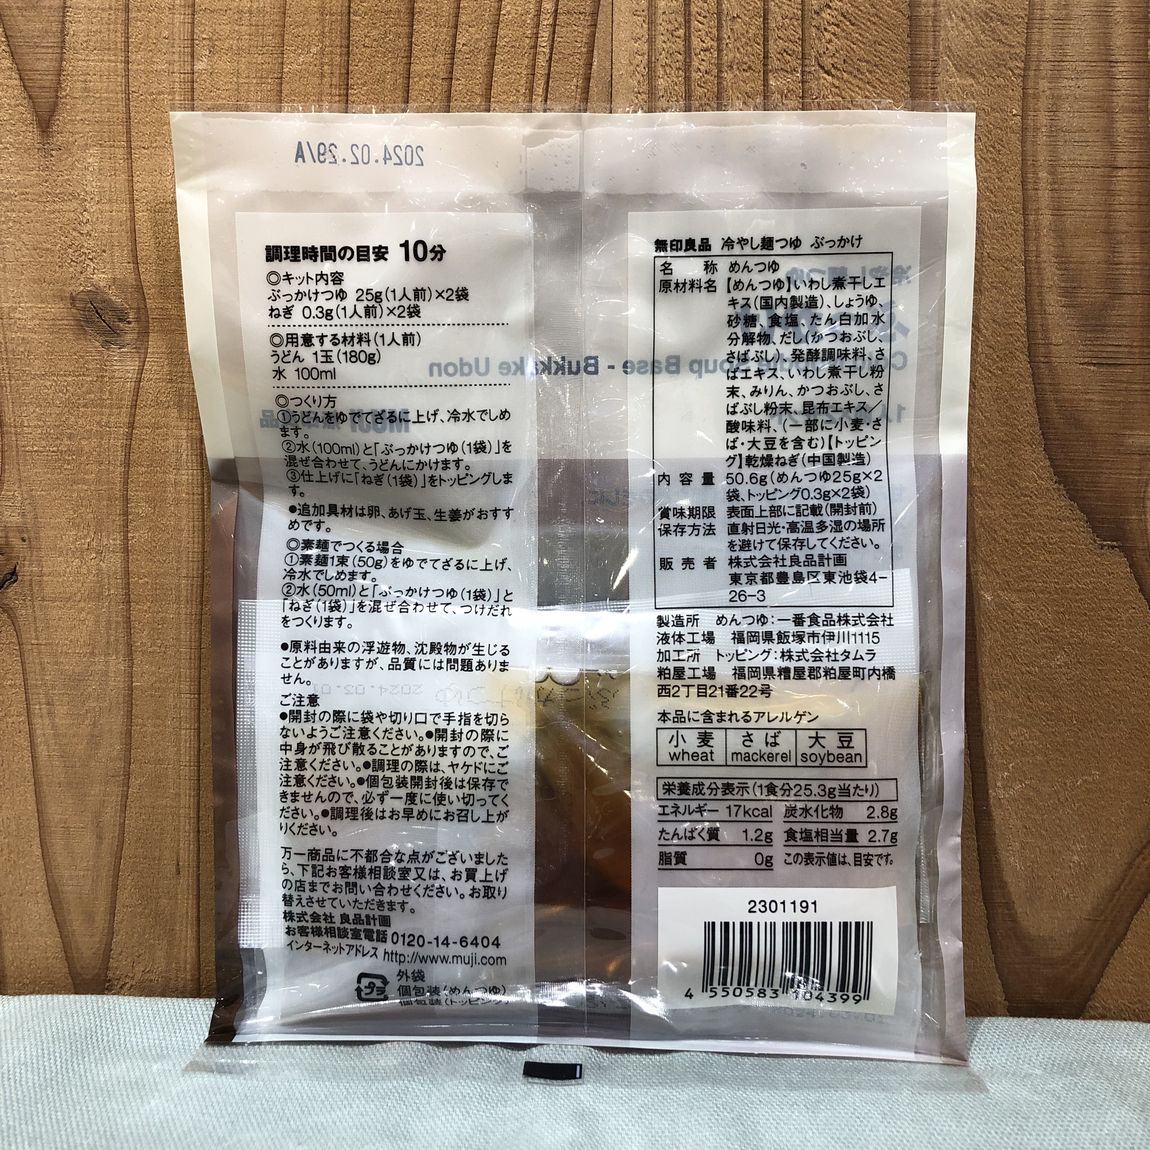 2024.02.29/A
調理時間の目安 10分
◎キット内容
ぶっかけつゆ 25g(1人前)×2袋
ねぎ 0.3g(1人前)×2袋
◎用意する材料(1人前)
うどん 1玉(180g)
水 100ml
◎つくり方
①うどんをゆでてざるに上げ、冷水でしめ
ます。
②水(100ml)と「ぶっかけつゆ(1袋)」を
混ぜ合わせて、うどんにかけます。
③仕上げに「ねぎ(1袋)」をトッピングしま
す。
●追加具材は卵、あげ玉、生姜がおすす
めです。
◎素麺でつくる場合
①素麺1束(50g)をゆでてざるに上げ、
冷水でしめます。
②水(50ml)と「ぶっかけつゆ(1袋)」と
「ねぎ(1袋)」を混ぜ合わせて、つけだれ
をつくります。
●原料由来の浮遊物、沈殿物が生じる
ことがありますが、品質には問題ありま
せん。
ご注意
●開封の際に袋や切り口で手指を切ら
ないようご注意ください。●開封の際に
中身が飛び散ることがありますので、ご
注意ください。●調理の際は、ヤケドにご
注意ください。●個包装開封後は保存で
きませんので、必ず一度に使い切ってく
ださい。●調理後はお早めにお召し上が
りください。
万一商品に不都合な点がございました
ら、下記お客様相談室又は、お買上げ
の店までお問い合わせください。お取り
替えさせていただきます。
株式会社 良品計画
お客様相談室電話 0120-14-6404
インターネットアドレス http://www.muji.com
プラ
外袋
個包装(めんつゆ)
個包装(トッピング)
無印良品 冷やし麺つゆ ぶっかけ
名称 めんつゆ
原材料名 【めんつゆ】いわし煮干しエ
キス(国内製造)、しょうゆ、
砂糖、食塩、たん白加水
分解物、だし(かつおぶし、
さばぶし)、発酵調味料、さ
ばエキス、いわし煮干し粉
末、みりん、かつおぶし、さ
ばぶし粉末、昆布エキス/
酸味料、(一部に小麦・さ
ば・大豆を含む)【トッピン
グ】乾燥ねぎ(中国製造)
内容量 50.6g(めんつゆ25g×2
袋、トッピング0.3g×2袋)
賞味期限 表面上部に記載(開封前)
保存方法 直射日光・高温多湿の場所
を避けて保存してください。
販売者 株式会社良品計画
東京都豊島区東池袋4-
26-3
製造所 めんつゆ:一番食品株式会社
液体工場 福岡県飯塚市伊川1115
加工所 トッピング:株式会社タムラ
粕屋工場 福岡県糟屋郡粕屋町内橋
西2丁目21番22号
本品に含まれるアレルゲン
小麦 さば 大豆
wheat mackerel soybean
栄養成分表示(1食分25.3g当たり)
エネルギー 17kcal 炭水化物 2.8g
たんぱく質 1.2g 食塩相当量 2.7g
脂質 0g この表示値は、目安です。
2301191
4 550583 104399